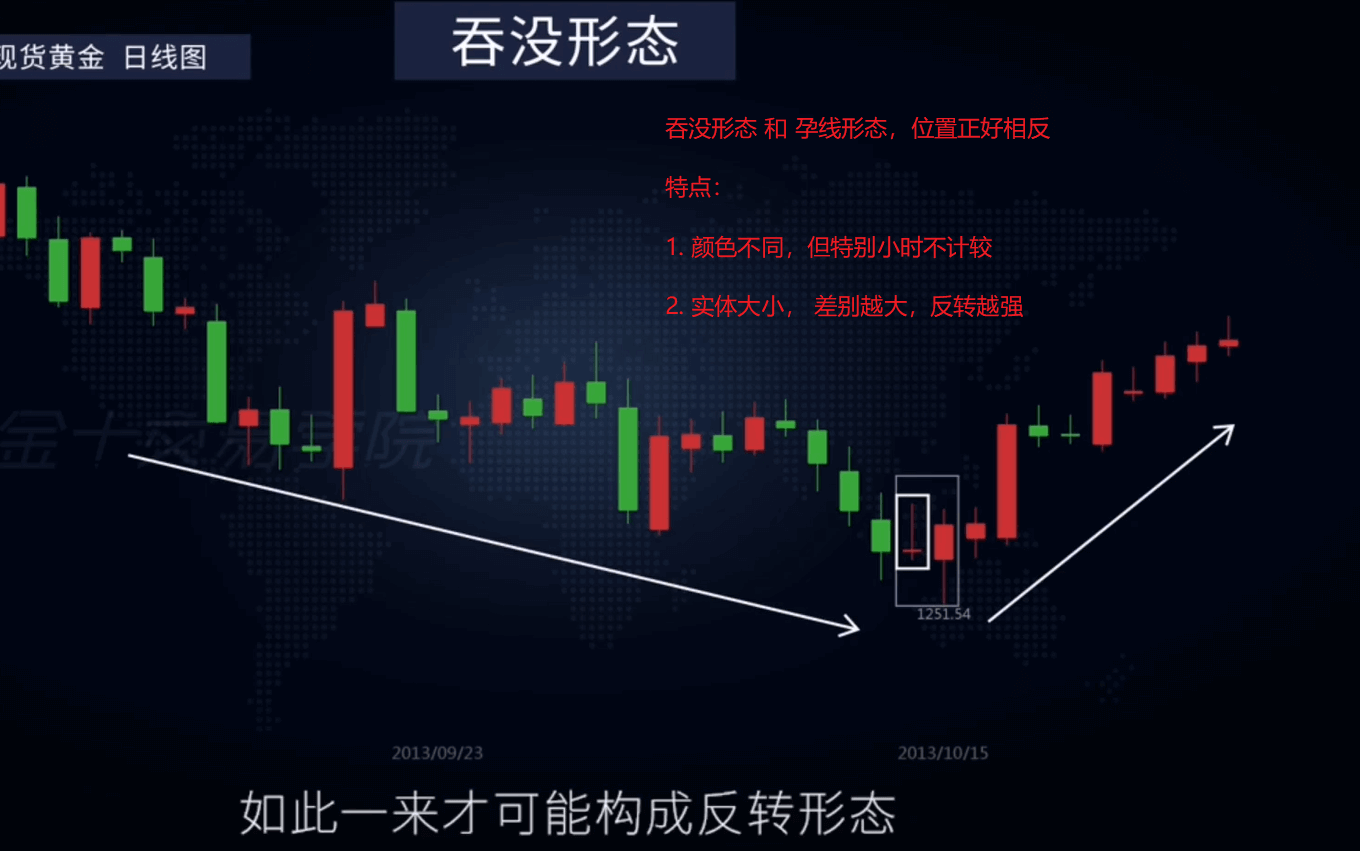 吞没形态
现货黄金 日线图
吞没形态 和 孕线形态，位置正好相反
特点：
1. 颜色不同，但特别小时不计较
2. 实体大小， 差别越大，反转越强
金十交易学院
1251.54
2013/09/23
2013/10/15
如此一来才可能构成反转形态